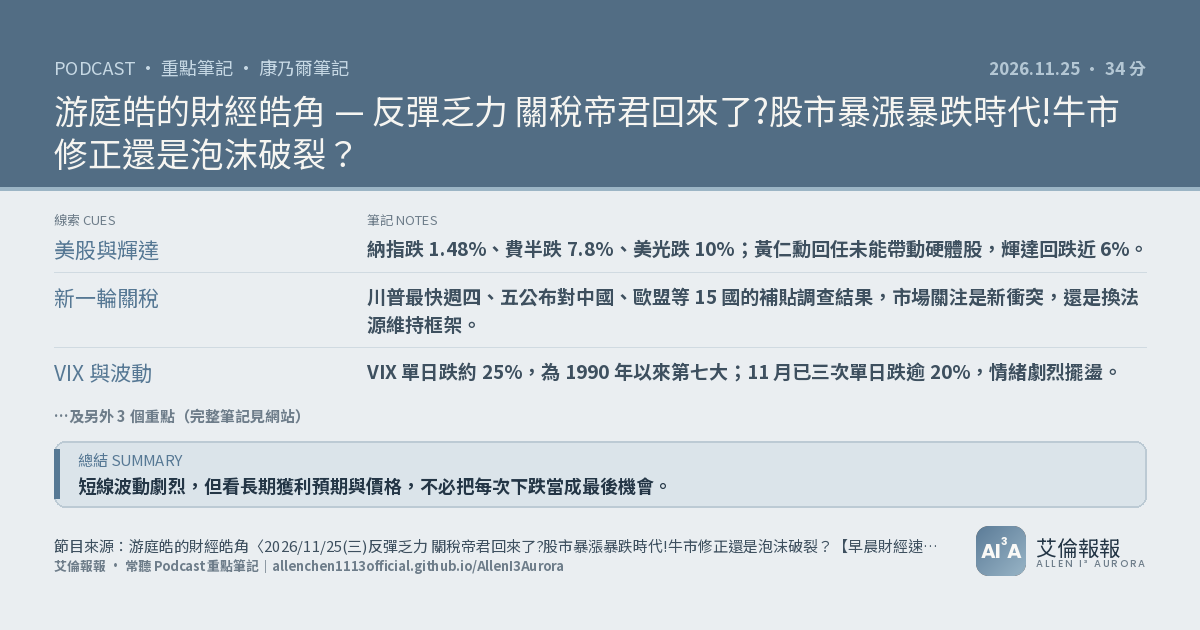 PODCAST • 重點筆記 • 康乃爾筆記
2026.11.25 • 34 分
游庭皓的財經皓角 — 反彈乏力 關稅帝君回來了?股市暴漲暴跌時代!牛市
修正還是泡沫破裂？
線索 CUES
筆記 NOTES
美股與輝達
納指跌 1.48%、費半跌 7.8%、美光跌 10%；黃仁勳回任未能帶動硬體股，輝達回跌近 6%。
新一輪關稅
川普最快週四、五公布對中國、歐盟等 15 國的補貼調查結果，市場關注是新衝突，還是換法
源維持框架。
VIX 與波動
VIX 單日跌約 25%，為 1990 年以來第七大；11 月已三次單日跌逾 20%，情緒劇烈擺盪。
…及另外 3 個重點（完整筆記見網站）
總結 SUMMARY
短線波動劇烈，但看長期獲利預期與價格，不必把每次下跌當成最後機會。
節目來源：游庭皓的財經皓角〈2026/11/25(三)反彈乏力 關稅帝君回來了?股市暴漲暴跌時代!牛市修正還是泡沫破裂？【早晨財經速…
艾倫報報 • 常聽 Podcast 重點筆記｜allenchen1113official.github.io/AllenI3Aurora
AI³A
艾倫報報
ALLEN I³ AURORA